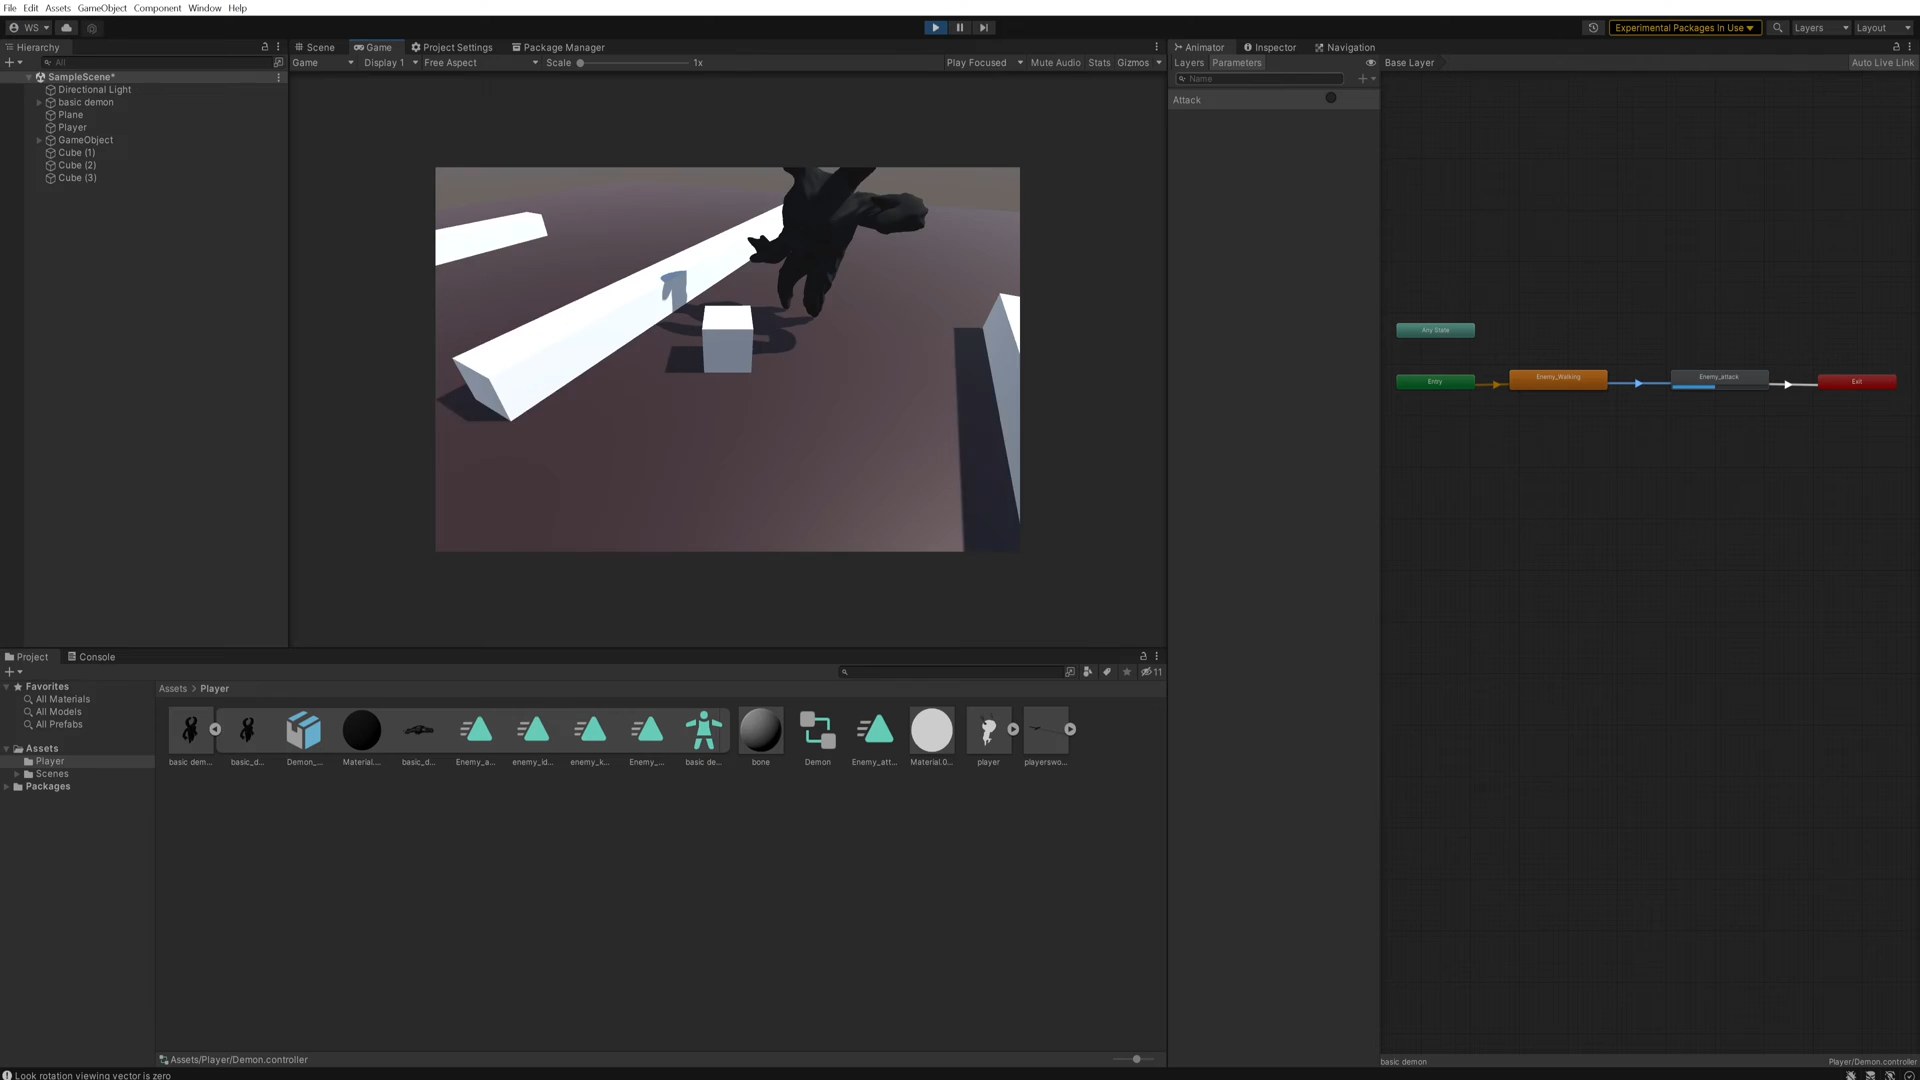 File Edit Assets GameObject Component Window Help
WS
Experimental Packages In Use
Layers
Layout
Hierarchy
All
SampleScene*
Directional Light
basic demon
Plane
Player
GameObject
Cube (1)
Cube (2)
Cube (3)
Scene
Game
Project Settings
Package Manager
Game
Display 1
Free Aspect
Scale
1x
Play Focused
Mute Audio
Stats
Gizmos
Animator
Inspector
Navigation
Layers
Parameters
Base Layer
Auto Live Link
Name
Attack
Any State
Entry
Enemy_Walking
Enemy_attack
Exit
basic demon
Player/Demon.controller
Project
Console
11
Favorites
All Materials
All Models
All Prefabs
Assets
Player
Scenes
Packages
Assets > Player
basic dem...
basic_d...
Demon_...
Material....
basic_d...
Enemy_a...
enemy_id...
enemy_k...
Enemy_...
basic de...
bone
Demon
Enemy_att...
Material.0...
player
playerswo...
Assets/Player/Demon.controller
Look rotation viewing vector is zero